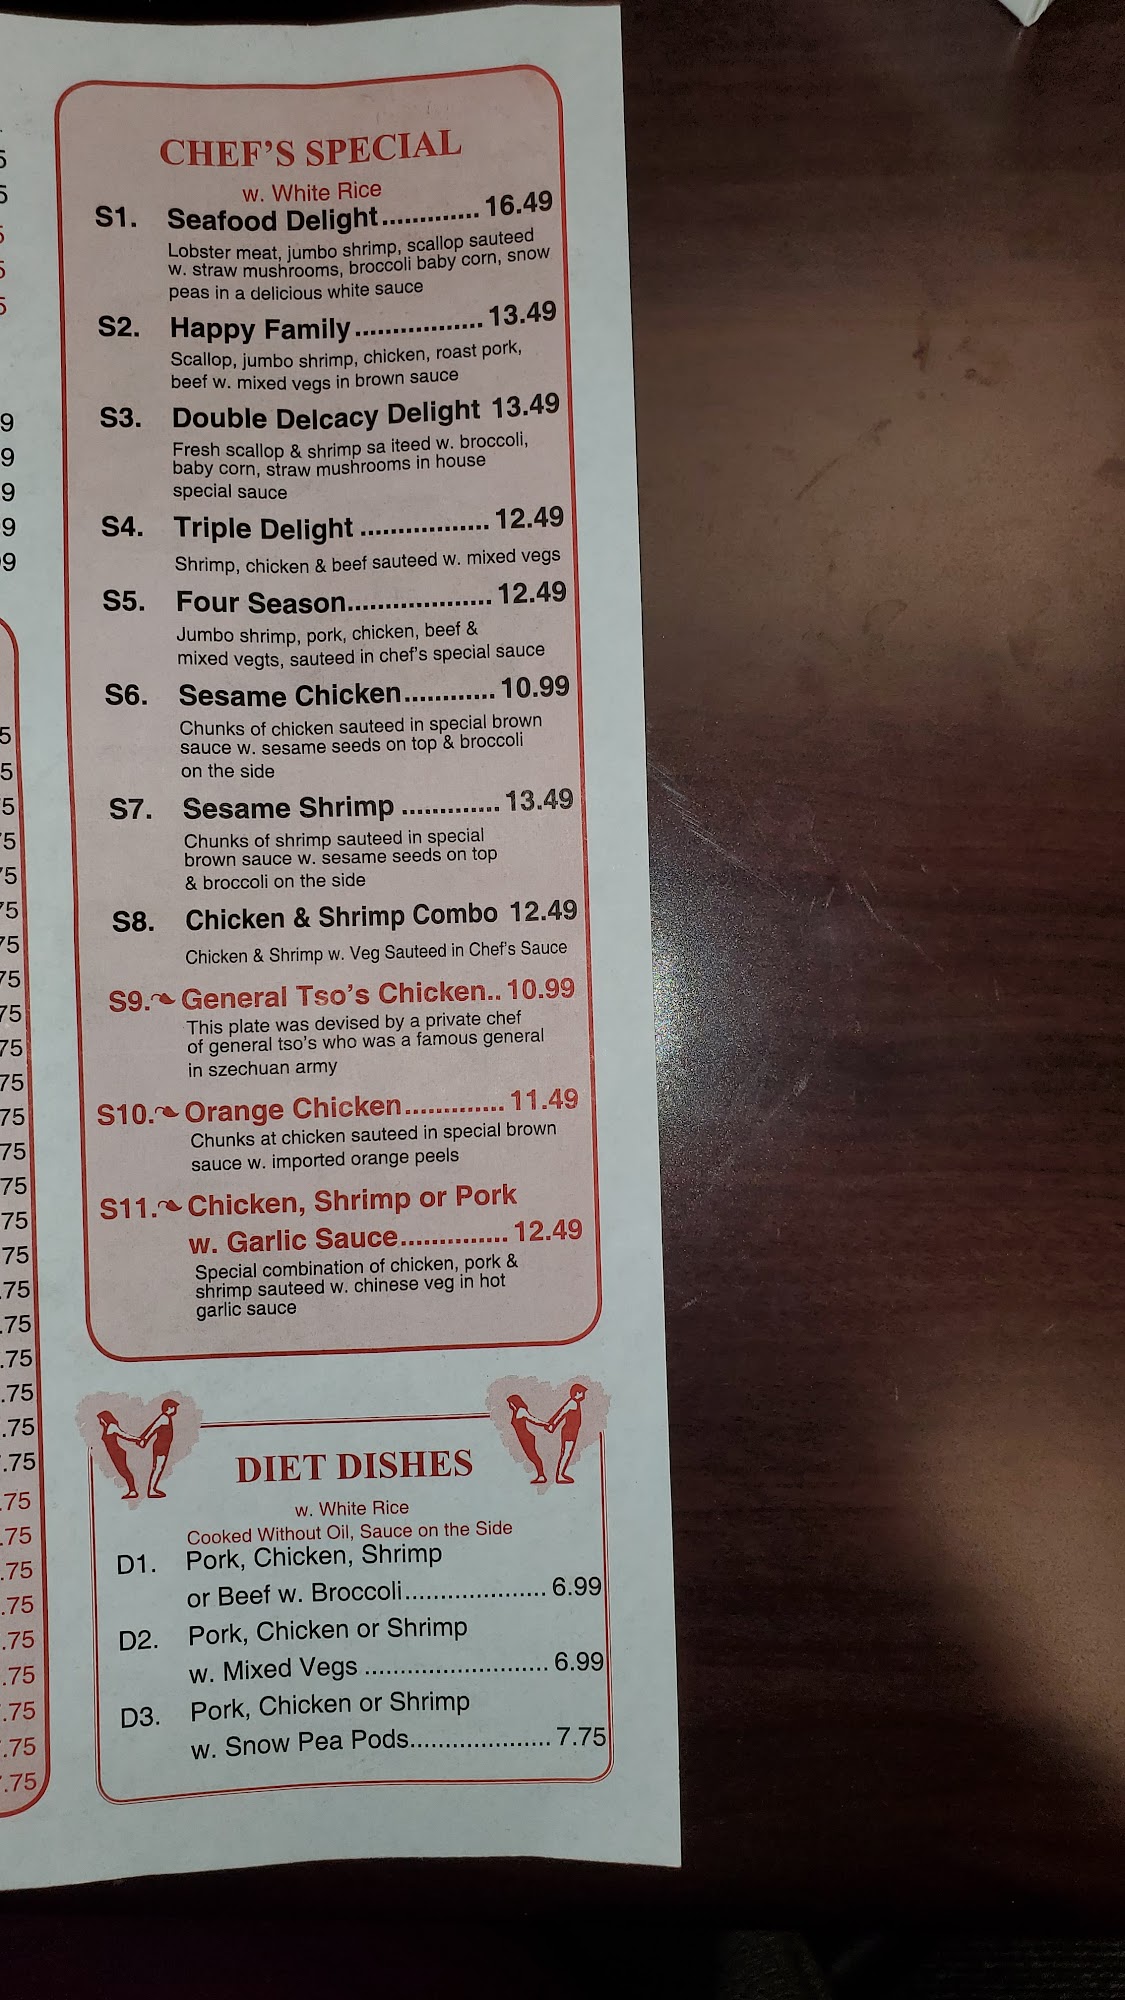 CHEF'S SPECIAL
w. White Rice
S1. Seafood Delight............. 16.49
Lobster meat, jumbo shrimp, scallop sauteed
w. straw mushrooms, broccoli baby corn, snow
peas in a delicious white sauce
S2. Happy Family.................. 13.49
Scallop, jumbo shrimp, chicken, roast pork,
beef w. mixed vegs in brown sauce
S3. Double Delcacy Delight 13.49
Fresh scallop & shrimp sa iteed w. broccoli,
baby corn, straw mushrooms in house
special sauce
S4. Triple Delight .................. 12.49
Shrimp, chicken & beef sauteed w. mixed vegs
S5. Four Season.................... 12.49
Jumbo shrimp, pork, chicken, beef &
mixed vegts, sauteed in chef's special sauce
S6. Sesame Chicken............ 10.99
Chunks of chicken sauteed in special brown
sauce w. sesame seeds on top & broccoli
on the side
S7. Sesame Shrimp ............. 13.49
Chunks of shrimp sauteed in special
brown sauce w. sesame seeds on top
& broccoli on the side
S8. Chicken & Shrimp Combo 12.49
Chicken & Shrimp w. Veg Sauteed in Chef's Sauce
S9. General Tso's Chicken.. 10.99
This plate was devised by a private chef
of general tso's who was a famous general
in szechuan army
S10. Orange Chicken............. 11.49
Chunks at chicken sauteed in special brown
sauce w. imported orange peels
S11. Chicken, Shrimp or Pork
w. Garlic Sauce............... 12.49
Special combination of chicken, pork &
shrimp sauteed w. chinese veg in hot
garlic sauce
DIET DISHES
w. White Rice
Cooked Without Oil, Sauce on the Side
D1. Pork, Chicken, Shrimp
or Beef w. Broccoli.................... 6.99
D2. Pork, Chicken or Shrimp
w. Mixed Vegs .......................... 6.99
D3. Pork, Chicken or Shrimp
w. Snow Pea Pods.................... 7.75